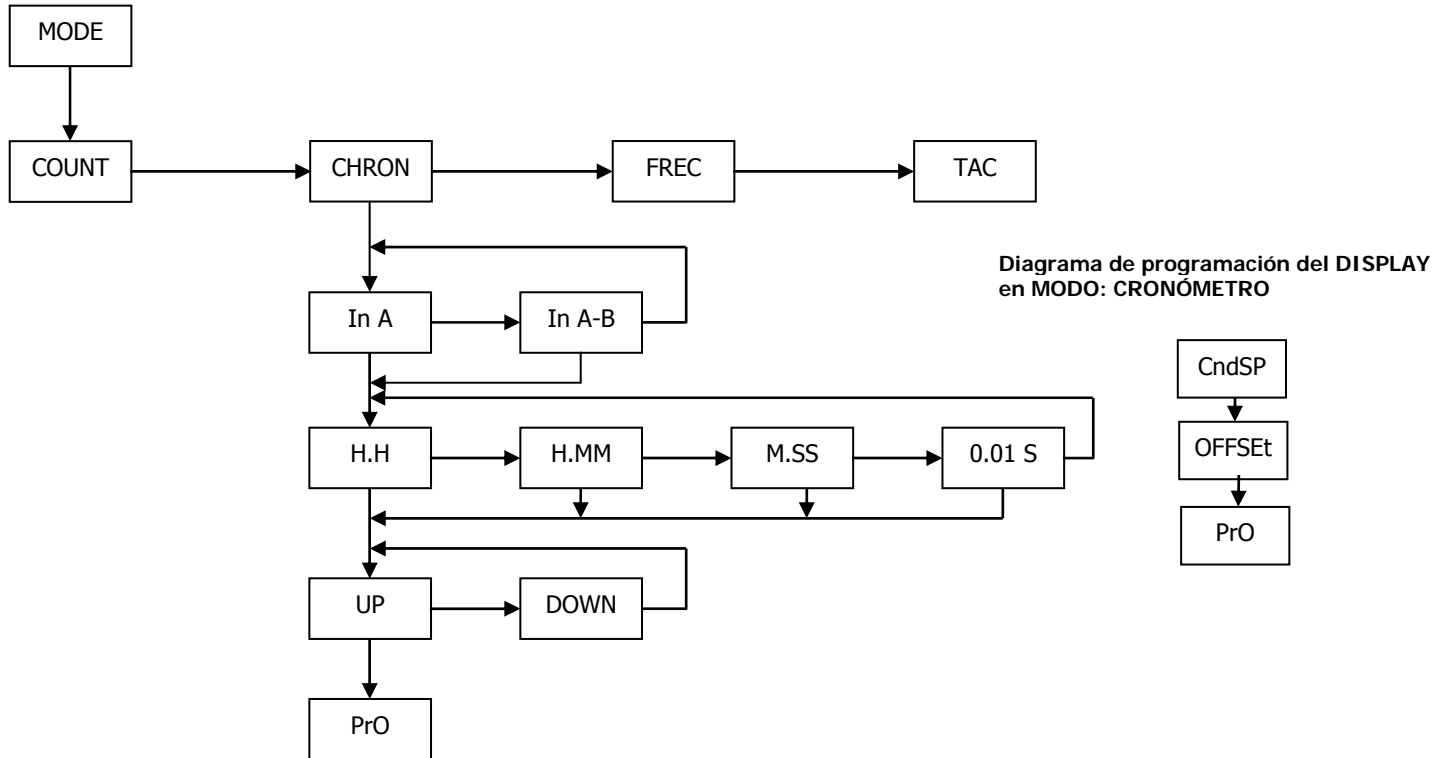 MODE
COUNT
CHRON
FREC
TAC
Diagrama de programación del DISPLAY
en MODO: CRONÓMETRO
In A
In A-B
CndSP
H.H
H.MM
M.SS
0.01 S
OFFSEt
PrO
UP
DOWN
PrO